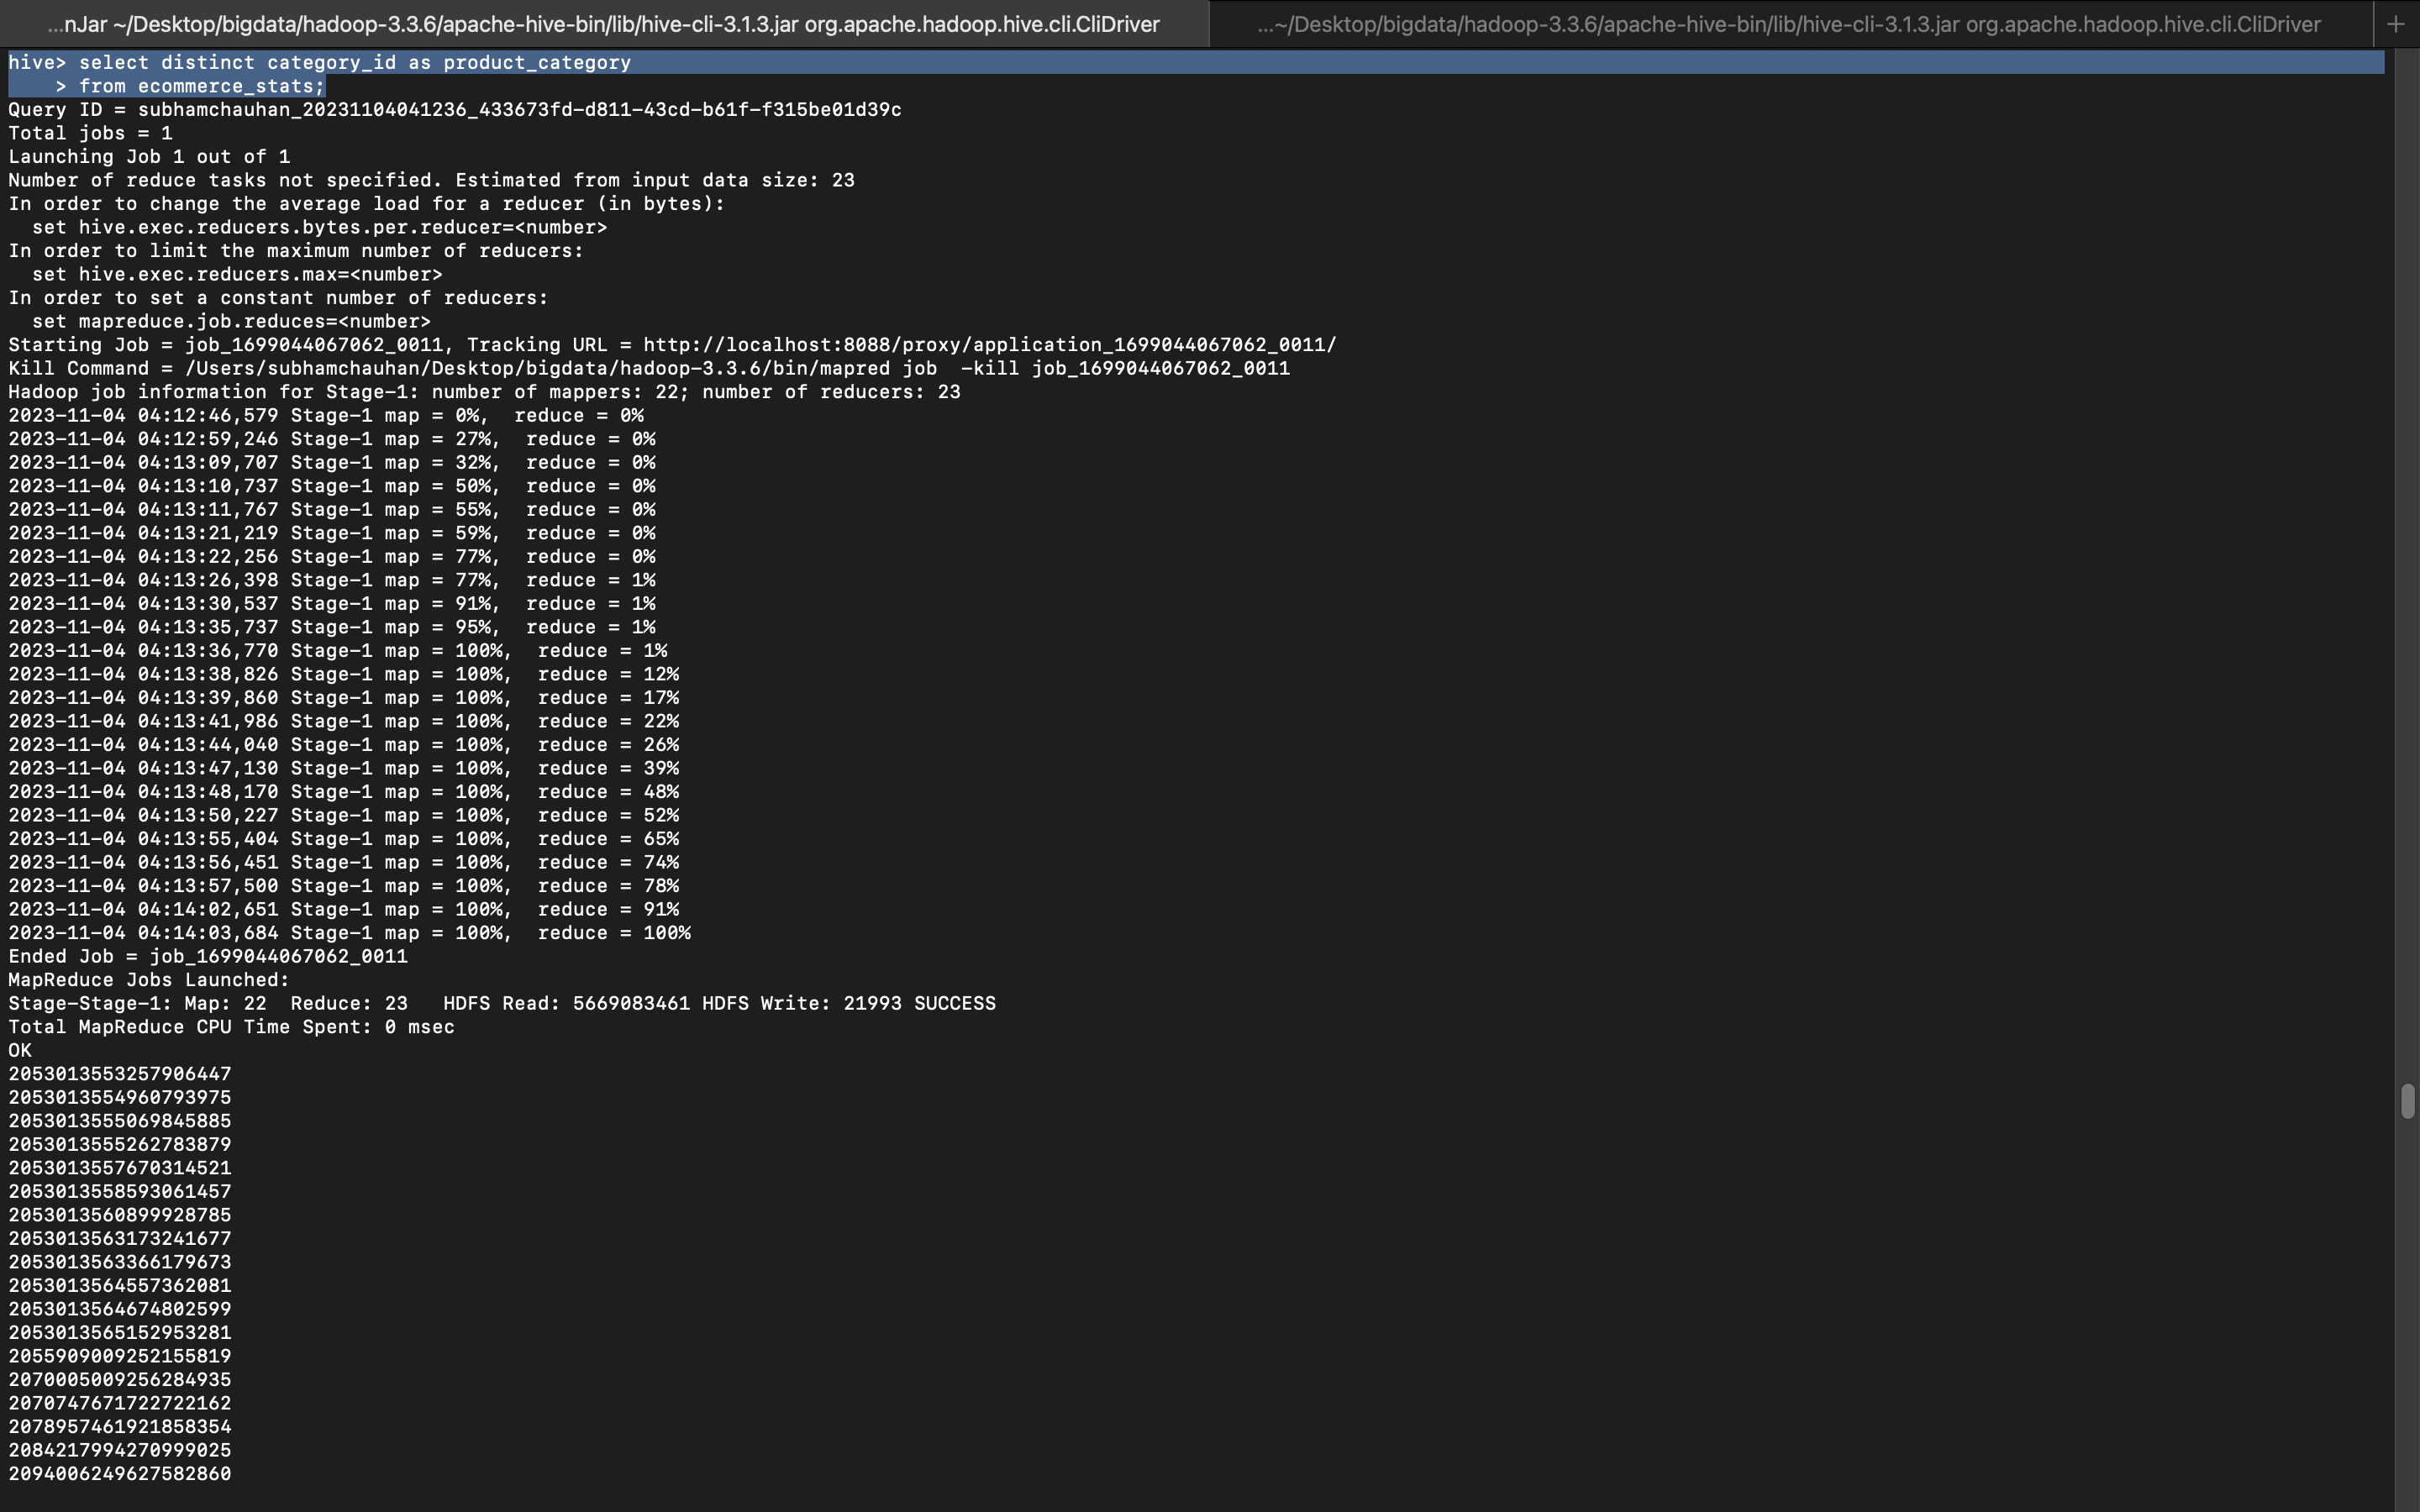 ...nJar ~/Desktop/bigdata/hadoop-3.3.6/apache-hive-bin/lib/hive-cli-3.1.3.jar org.apache.hadoop.hive.cli.CliDriver
...~/Desktop/bigdata/hadoop-3.3.6/apache-hive-bin/lib/hive-cli-3.1.3.jar org.apache.hadoop.hive.cli.CliDriver
+
hive> select distinct category_id as product_category
    > from ecommerce_stats;
Query ID = subhamchauhan_20231104041236_433673fd-d811-43cd-b61f-f315be01d39c
Total jobs = 1
Launching Job 1 out of 1
Number of reduce tasks not specified. Estimated from input data size: 23
In order to change the average load for a reducer (in bytes):
  set hive.exec.reducers.bytes.per.reducer=<number>
In order to limit the maximum number of reducers:
  set hive.exec.reducers.max=<number>
In order to set a constant number of reducers:
  set mapreduce.job.reduces=<number>
Starting Job = job_1699044067062_0011, Tracking URL = http://localhost:8088/proxy/application_1699044067062_0011/
Kill Command = /Users/subhamchauhan/Desktop/bigdata/hadoop-3.3.6/bin/mapred job  -kill job_1699044067062_0011
Hadoop job information for Stage-1: number of mappers: 22; number of reducers: 23
2023-11-04 04:12:46,579 Stage-1 map = 0%,  reduce = 0%
2023-11-04 04:12:59,246 Stage-1 map = 27%,  reduce = 0%
2023-11-04 04:13:09,707 Stage-1 map = 32%,  reduce = 0%
2023-11-04 04:13:10,737 Stage-1 map = 50%,  reduce = 0%
2023-11-04 04:13:11,767 Stage-1 map = 55%,  reduce = 0%
2023-11-04 04:13:21,219 Stage-1 map = 59%,  reduce = 0%
2023-11-04 04:13:22,256 Stage-1 map = 77%,  reduce = 0%
2023-11-04 04:13:26,398 Stage-1 map = 77%,  reduce = 1%
2023-11-04 04:13:30,537 Stage-1 map = 91%,  reduce = 1%
2023-11-04 04:13:35,737 Stage-1 map = 95%,  reduce = 1%
2023-11-04 04:13:36,770 Stage-1 map = 100%,  reduce = 1%
2023-11-04 04:13:38,826 Stage-1 map = 100%,  reduce = 12%
2023-11-04 04:13:39,860 Stage-1 map = 100%,  reduce = 17%
2023-11-04 04:13:41,986 Stage-1 map = 100%,  reduce = 22%
2023-11-04 04:13:44,040 Stage-1 map = 100%,  reduce = 26%
2023-11-04 04:13:47,130 Stage-1 map = 100%,  reduce = 39%
2023-11-04 04:13:48,170 Stage-1 map = 100%,  reduce = 48%
2023-11-04 04:13:50,227 Stage-1 map = 100%,  reduce = 52%
2023-11-04 04:13:55,404 Stage-1 map = 100%,  reduce = 65%
2023-11-04 04:13:56,451 Stage-1 map = 100%,  reduce = 74%
2023-11-04 04:13:57,500 Stage-1 map = 100%,  reduce = 78%
2023-11-04 04:14:02,651 Stage-1 map = 100%,  reduce = 91%
2023-11-04 04:14:03,684 Stage-1 map = 100%,  reduce = 100%
Ended Job = job_1699044067062_0011
MapReduce Jobs Launched:
Stage-Stage-1: Map: 22  Reduce: 23   HDFS Read: 5669083461 HDFS Write: 21993 SUCCESS
Total MapReduce CPU Time Spent: 0 msec
OK
2053013553257906447
2053013554960793975
2053013555069845885
2053013555262783879
2053013557670314521
2053013558593061457
2053013560899928785
2053013563173241677
2053013563366179673
2053013564557362081
2053013564674802599
2053013565152953281
2055909009252155819
2070005009256284935
2070747671722722162
2078957461921858354
2084217994270999025
2094006249627582860